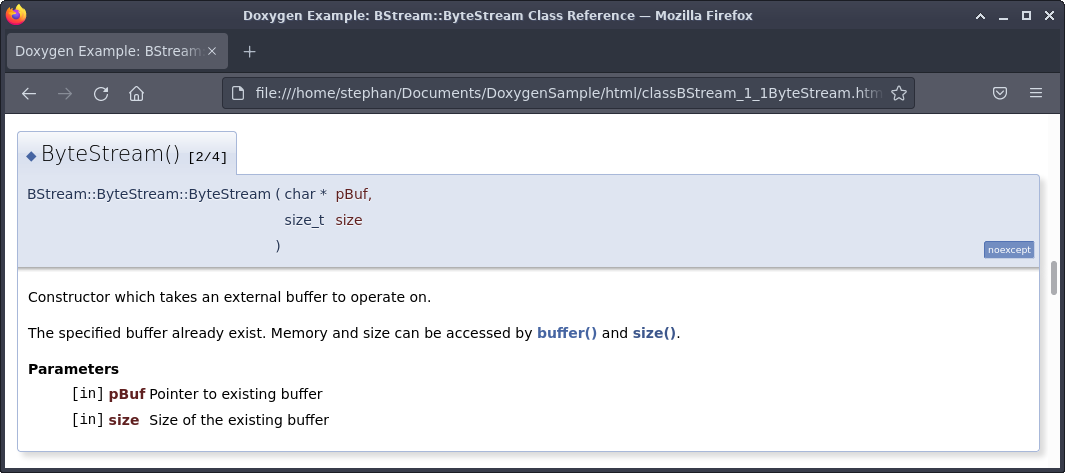 Doxygen Example: BStream::ByteStream Class Reference — Mozilla Firefox
Doxygen Example: BStream
file:///home/stephan/Documents/DoxygenSample/html/classBStream_1_1ByteStream.htm
ByteStream() [2/4]
BStream::ByteStream::ByteStream ( char * pBuf,
size_t size
)
noexcept
Constructor which takes an external buffer to operate on.
The specified buffer already exist. Memory and size can be accessed by buffer() and size().
Parameters
[in] pBuf Pointer to existing buffer
[in] size Size of the existing buffer